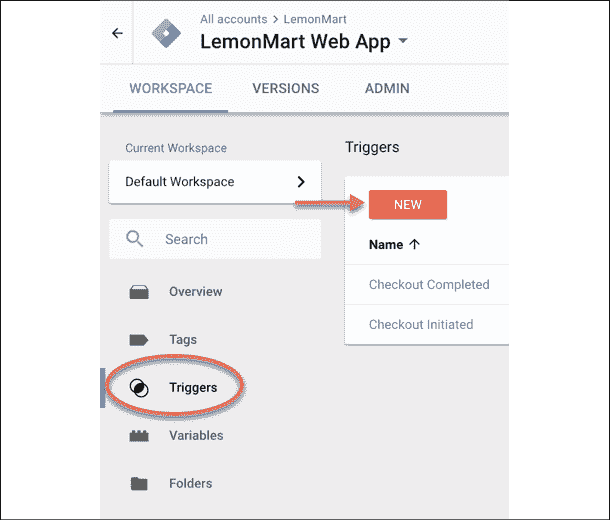 All accounts > LemonMart
LemonMart Web App
WORKSPACE VERSIONS ADMIN
Current Workspace
Default Workspace
Search
Overview
Tags
Triggers
Variables
Folders
Triggers
NEW
Name
Checkout Completed
Checkout Initiated